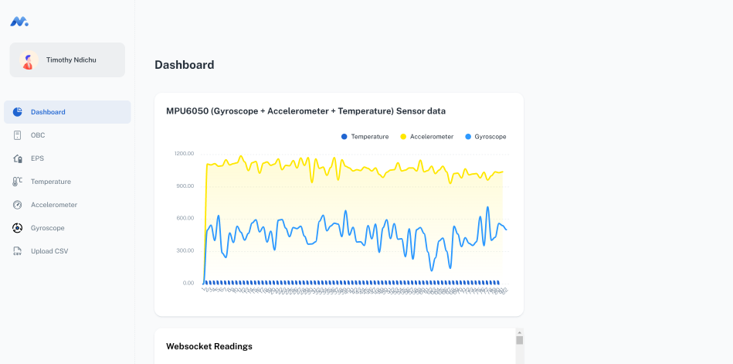 Timothy Ndichu
Dashboard
OBC
EPS
Temperature
Accelerometer
Gyroscope
Upload CSV
Dashboard
MPU6050 (Gyroscope + Accelerometer + Temperature) Sensor data
Temperature
Accelerometer
Gyroscope
1200.00
900.00
600.00
300.00
0.00
Websocket Readings